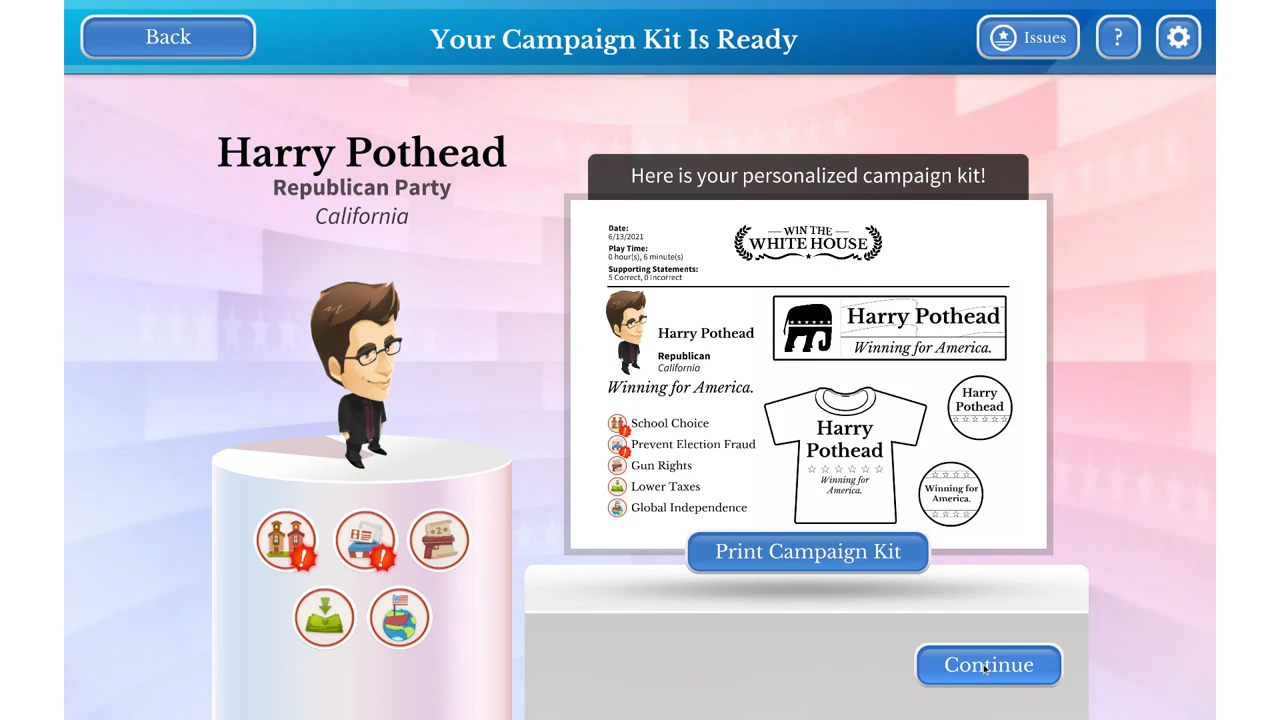 Back
Your Campaign Kit Is Ready
Issues
?
Harry Pothead
Republican Party
California
Here is your personalized campaign kit!
Date:
6/13/2021
Play Time:
0 hour(s), 6 minute(s)
Supporting Statements:
5 Correct, 0 Incorrect
WIN THE
WHITE HOUSE
Harry Pothead
Republican
California
Winning for America.
School Choice
!
Prevent Election Fraud
!
Gun Rights
Lower Taxes
Global Independence
Harry Pothead
Winning for America.
Harry
Pothead
Winning for
America.
Harry
Pothead
Winning for
America.
!
!
2
Print Campaign Kit
Continue